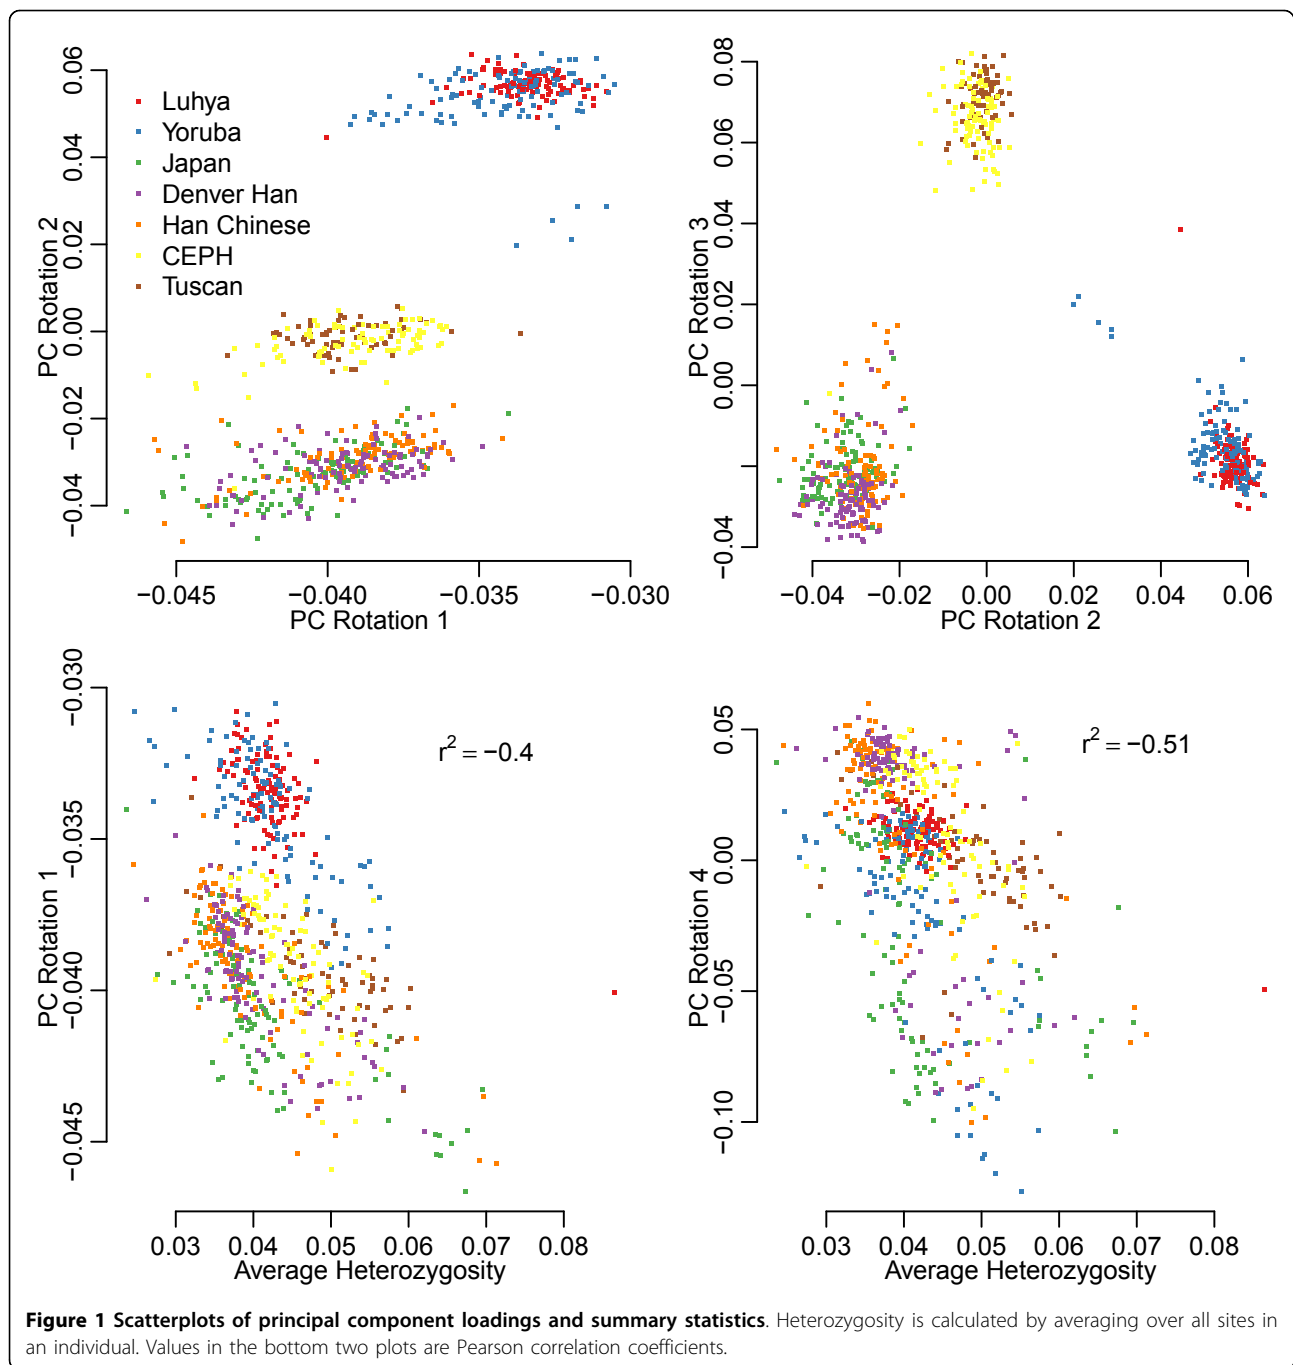 0.06
0.04
0.02
0.00
−0.02
−0.04
PC Rotation 2
Luhya
Yoruba
Japan
Denver Han
Han Chinese
CEPH
Tuscan
−0.045
−0.040
−0.035
−0.030
PC Rotation 1
0.08
0.06
0.04
0.02
0.00
−0.04
PC Rotation 3
−0.04
−0.02
0.00
0.02
0.04
0.06
PC Rotation 2
−0.030
−0.035
−0.040
−0.045
PC Rotation 1
r² = −0.4
0.03
0.04
0.05
0.06
0.07
0.08
Average Heterozygosity
0.05
0.00
−0.05
−0.10
PC Rotation 4
r² = −0.51
0.03
0.04
0.05
0.06
0.07
0.08
Average Heterozygosity
Figure 1 Scatterplots of principal component loadings and summary statistics. Heterozygosity is calculated by averaging over all sites in
an individual. Values in the bottom two plots are Pearson correlation coefficients.